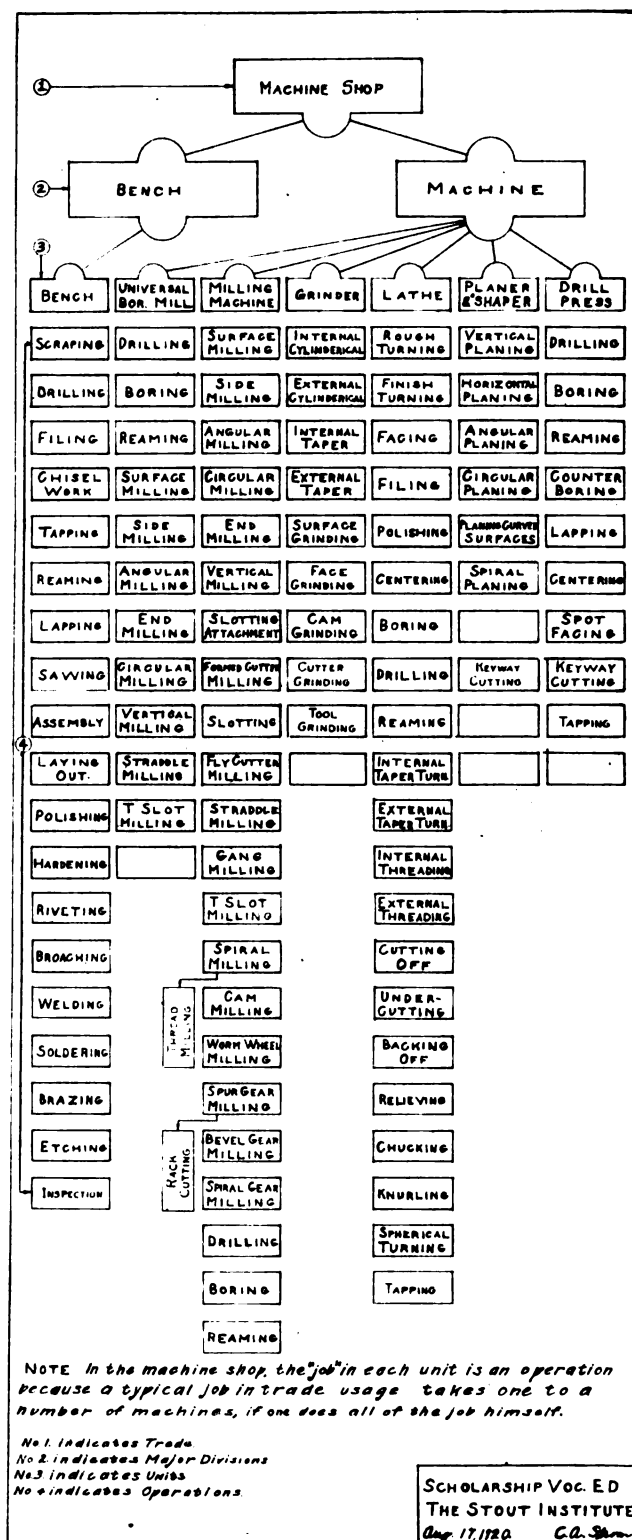 ①
MACHINE SHOP
②
BENCH
MACHINE
③
BENCH
UNIVERSAL
BOR. MILL
MILLING
MACHINE
GRINDER
LATHE
PLANER
& SHAPER
DRILL
PRESS
④
SCRAPING
DRILLING
FILING
CHISEL
WORK
TAPPING
REAMING
LAPPING
SAWING
ASSEMBLY
LAYING
OUT.
POLISHING
HARDENING
RIVETING
BROACHING
WELDING
SOLDERING
BRAZING
ETCHING
INSPECTION
DRILLING
BORING
REAMING
SURFACE
MILLING
SIDE
MILLING
ANGULAR
MILLING
END
MILLING
CIRCULAR
MILLING
VERTICAL
MILLING
STRADDLE
MILLING
T SLOT
MILLING
SURFACE
MILLING
SIDE
MILLING
ANGULAR
MILLING
CIRCULAR
MILLING
END
MILLING
VERTICAL
MILLING
SLOTTING
ATTACHMENT
FORMED CUTTER
MILLING
SLOTTING
FLY CUTTER
MILLING
STRADDLE
MILLING
GANG
MILLING
T SLOT
MILLING
SPIRAL
MILLING
THREAD
MILLING
CAM
MILLING
WORM WHEEL
MILLING
SPUR GEAR
MILLING
RACK
CUTTING
BEVEL GEAR
MILLING
SPIRAL GEAR
MILLING
DRILLING
BORING
REAMING
INTERNAL
CYLINDERICAL
EXTERNAL
CYLINDERICAL
INTERNAL
TAPER
EXTERNAL
TAPER
SURFACE
GRINDING
FACE
GRINDING
CAM
GRINDING
CUTTER
GRINDING
TOOL
GRINDING
ROUGH
TURNING
FINISH
TURNING
FACING
FILING
POLISHING
CENTERING
BORING
DRILLING
REAMING
INTERNAL
TAPER TURN
EXTERNAL
TAPER TURN
INTERNAL
THREADING
EXTERNAL
THREADING
CUTTING
OFF
UNDER-
CUTTING
BACKING
OFF
RELIEVING
CHUCKING
KNURLING
SPHERICAL
TURNING
TAPPING
VERTICAL
PLANING
HORIZONTAL
PLANING
ANGULAR
PLANING
CIRCULAR
PLANING
PLANING CURVED
SURFACES
SPIRAL
PLANING
KEYWAY
CUTTING
DRILLING
BORING
REAMING
COUNTER
BORING
LAPPING
CENTERING
SPOT
FACING
KEYWAY
CUTTING
TAPPING
NOTE In the machine shop, the "job" in each unit is an operation
because a typical job in trade usage takes one to a
number of machines, if one does all of the job himself.
No 1. indicates Trade
No 2. indicates Major Divisions
No 3. indicates Units
No 4 indicates Operations.
SCHOLARSHIP VOC. ED
THE STOUT INSTITUTE
Aug. 17, 1920 C.A.